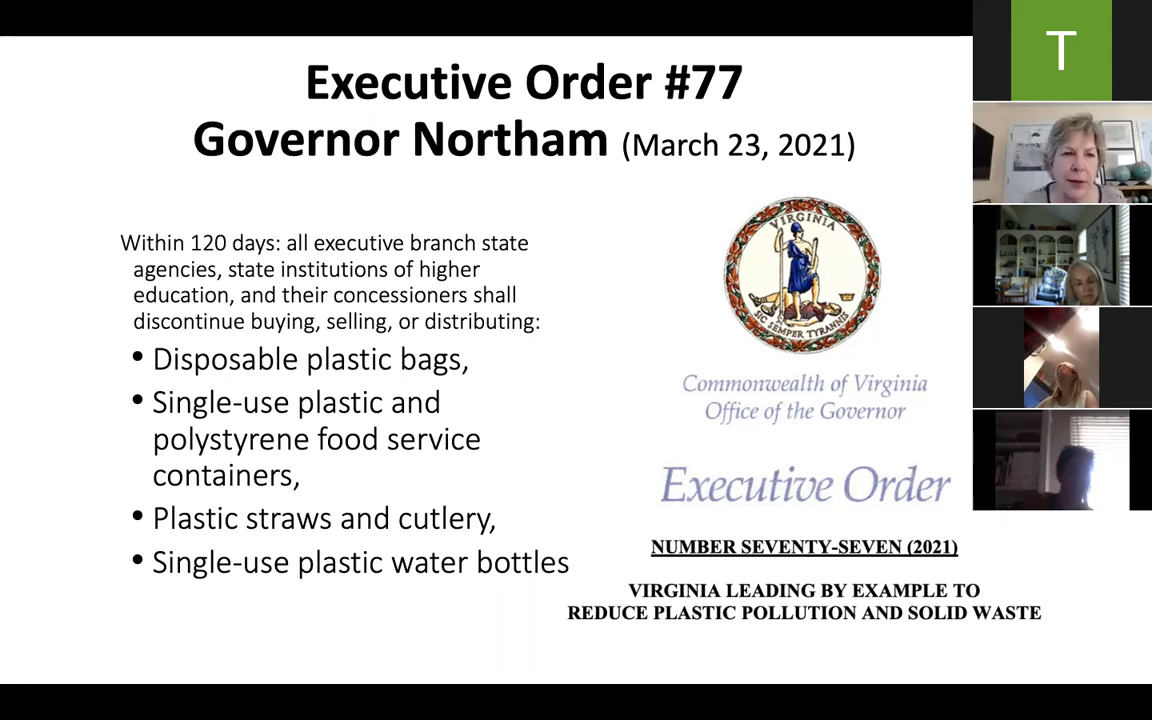 Executive Order #77
Governor Northam (March 23, 2021)
Within 120 days: all executive branch state
agencies, state institutions of higher
education, and their concessioners shall
discontinue buying, selling, or distributing:
• Disposable plastic bags,
• Single-use plastic and
polystyrene food service
containers,
• Plastic straws and cutlery,
• Single-use plastic water bottles
VIRGINIA
SIC SEMPER TYRANNIS
Commonwealth of Virginia
Office of the Governor
Executive Order
NUMBER SEVENTY-SEVEN (2021)
VIRGINIA LEADING BY EXAMPLE TO
REDUCE PLASTIC POLLUTION AND SOLID WASTE
T